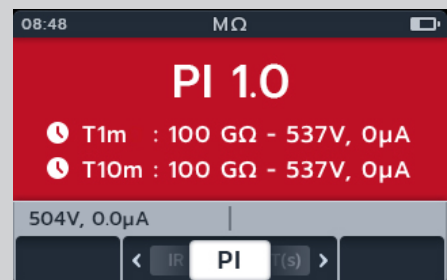 08:48 MΩ
PI 1.0
T1m : 100 GΩ - 537V, 0µA
T10m : 100 GΩ - 537V, 0µA
504V, 0.0µA
< IR PI T(s) >